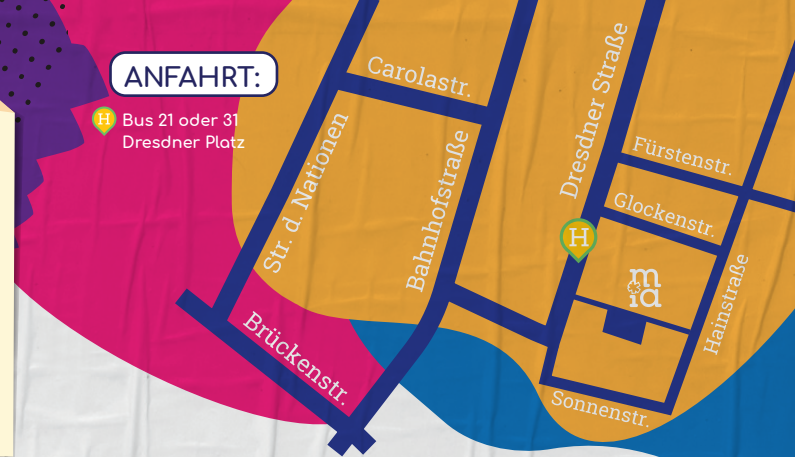 ANFAHRT:
H Bus 21 oder 31
Dresdner Platz
Carolastr.
Str. d. Nationen
Bahnhofstraße
Dresdner Straße
Fürstenstr.
Glockenstr.
H
mia
Hainstraße
Brückenstr.
Sonnenstr.